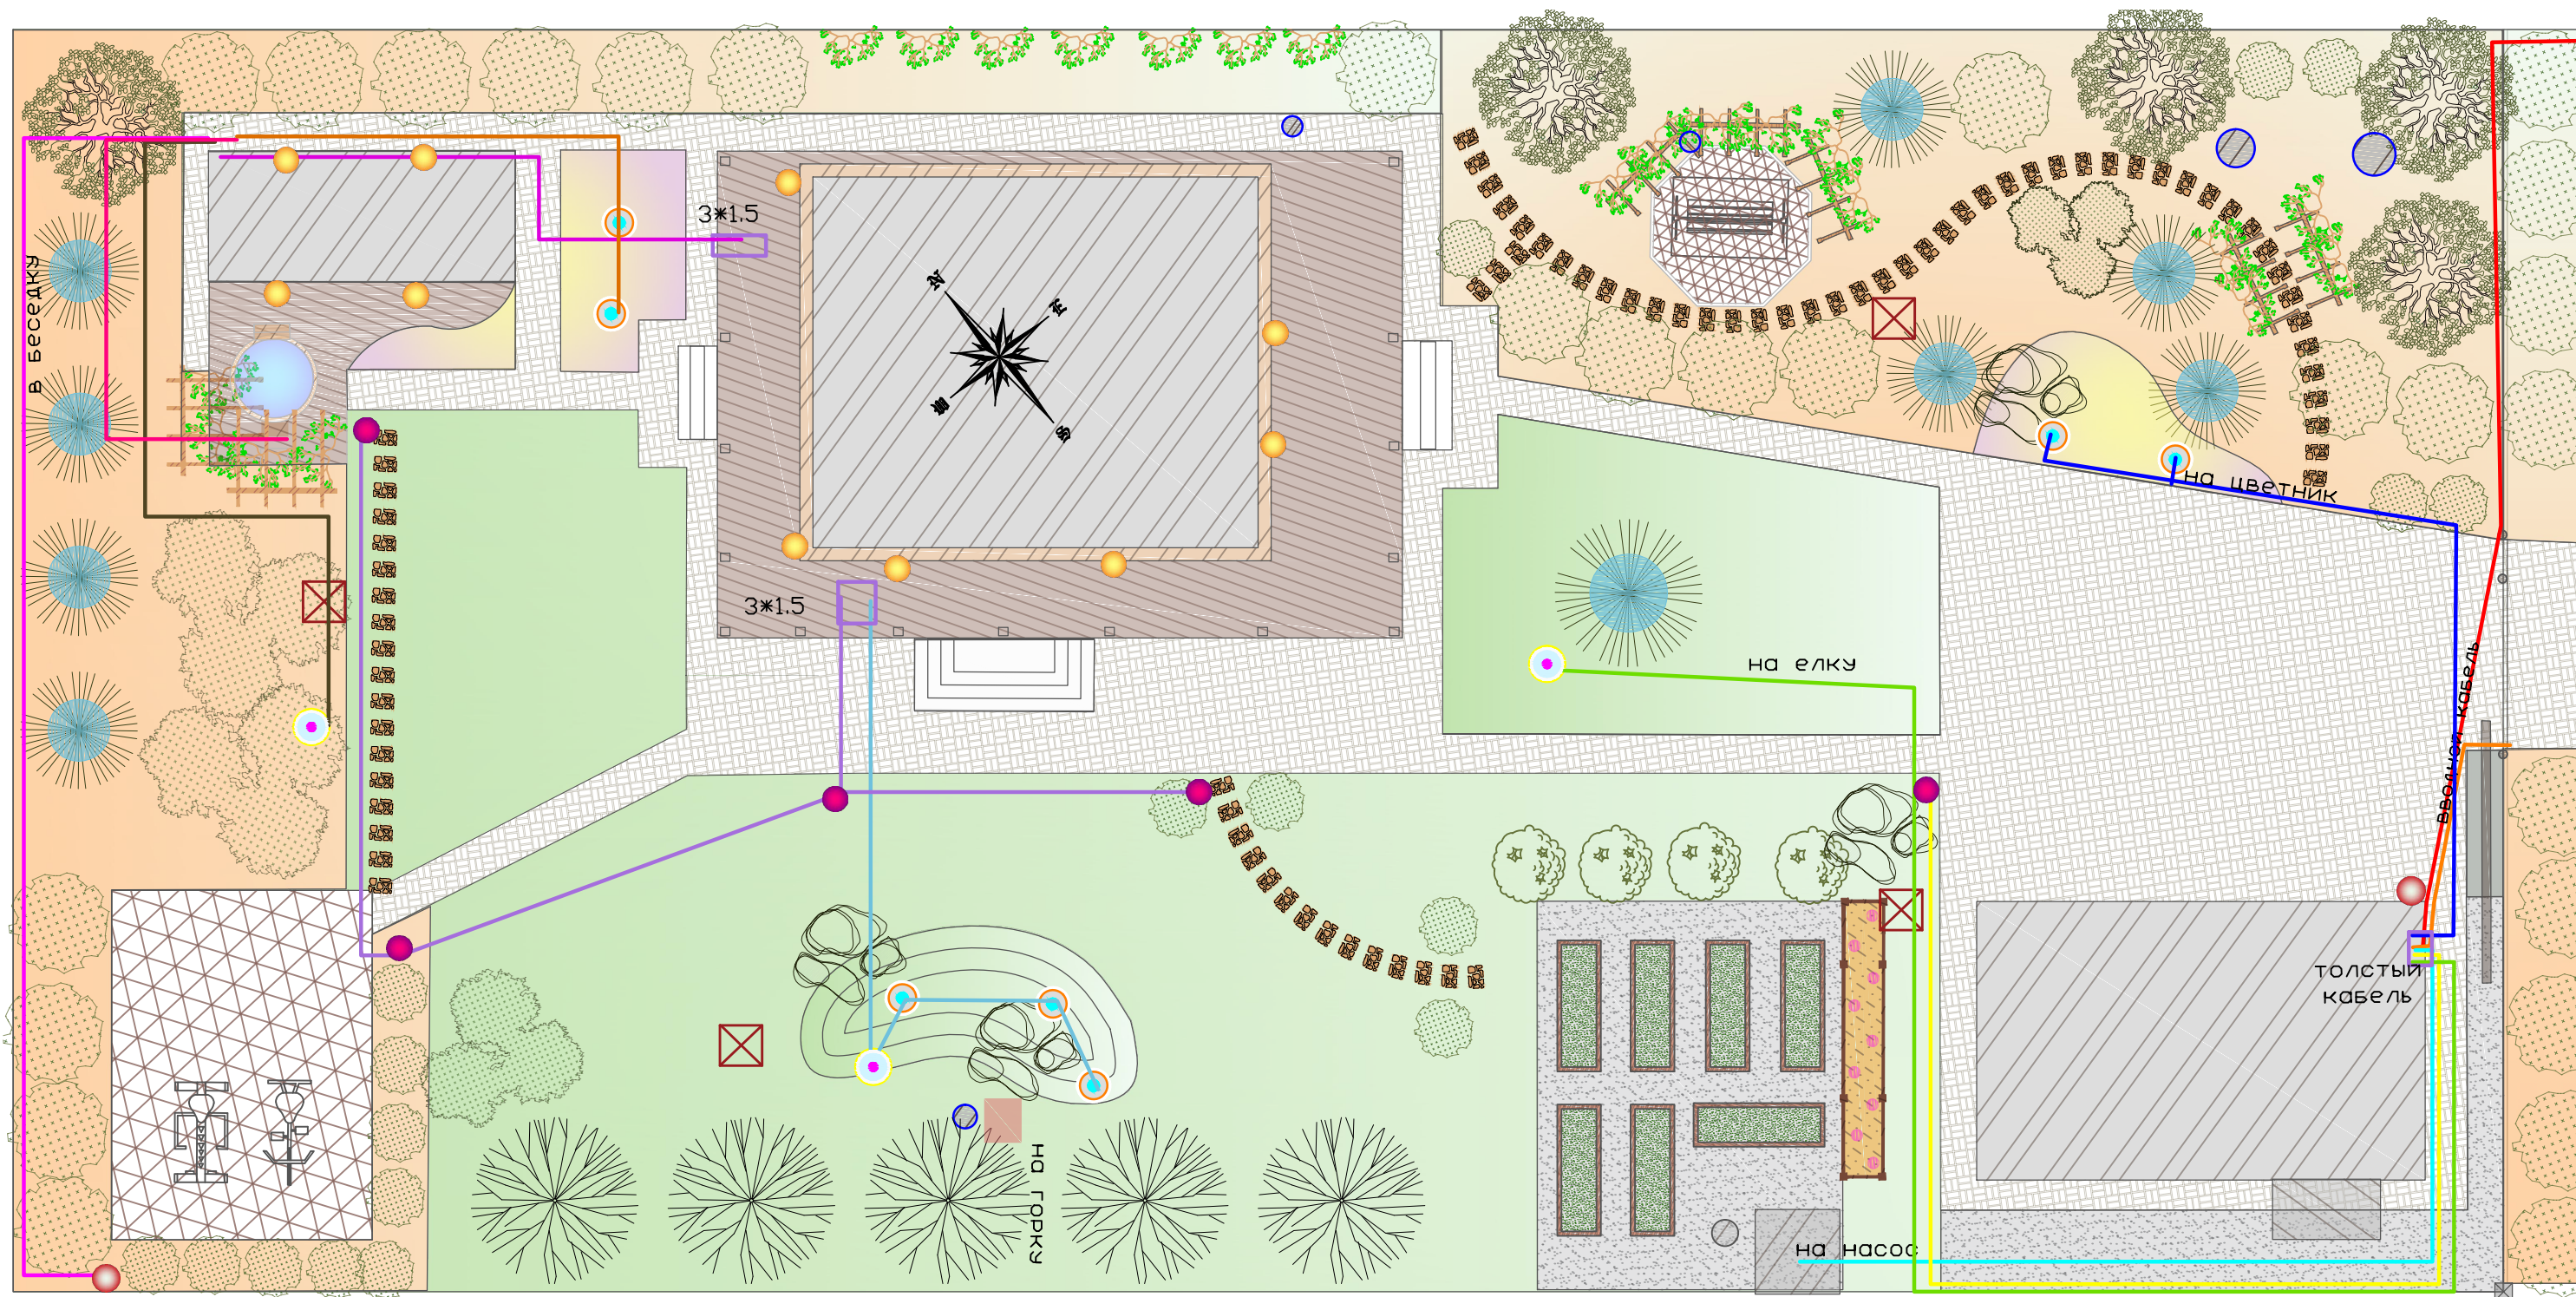 3*1.5
в беседку
на цветник
3*1.5
на елку
вводной кабель
толстый
кабель
на горку
на насос